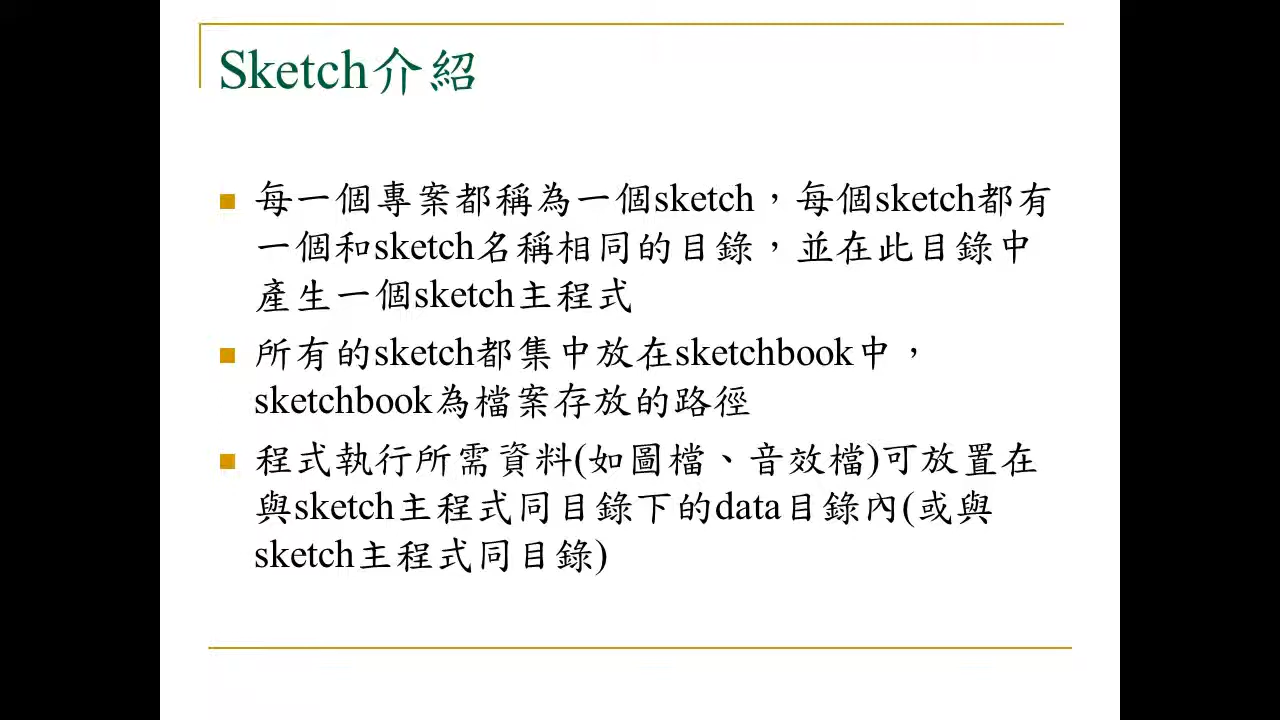 Sketch介紹
每一個專案都稱為一個sketch，每個sketch都有
一個和sketch名稱相同的目錄，並在此目錄中
產生一個sketch主程式
所有的sketch都集中放在sketchbook中，
sketchbook為檔案存放的路徑
程式執行所需資料(如圖檔、音效檔)可放置在
與sketch主程式同目錄下的data目錄內(或與
sketch主程式同目錄)